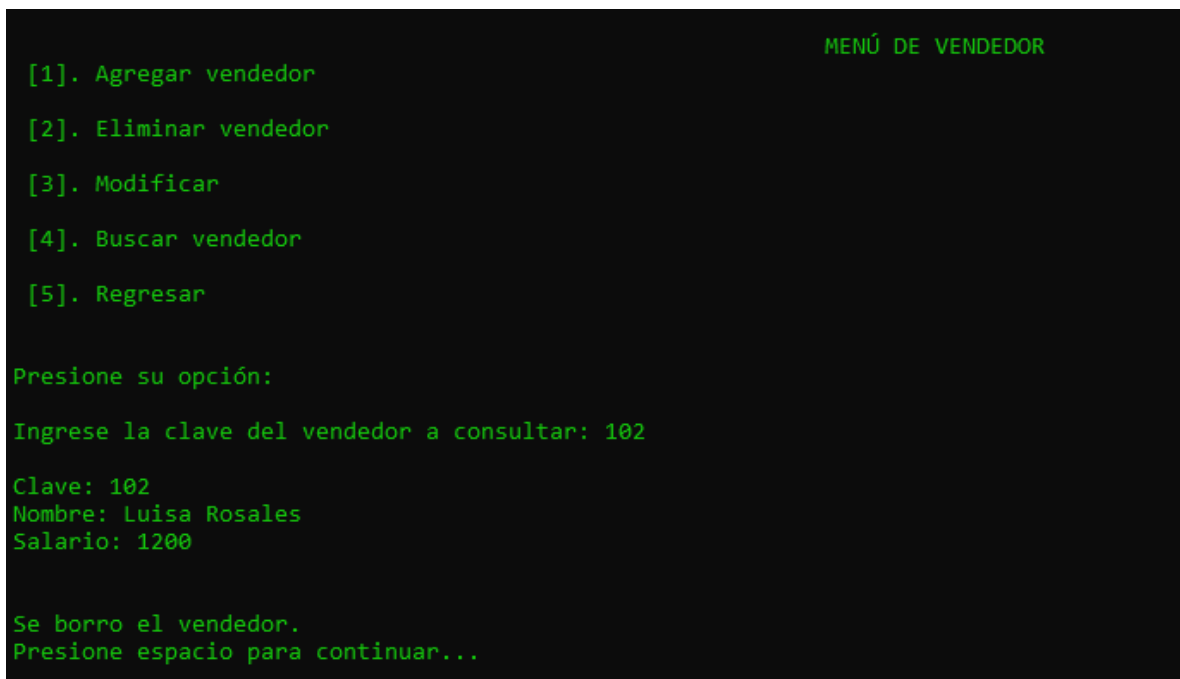 MENÚ DE VENDEDOR
[1]. Agregar vendedor
[2]. Eliminar vendedor
[3]. Modificar
[4]. Buscar vendedor
[5]. Regresar
Presione su opción:
Ingrese la clave del vendedor a consultar: 102
Clave: 102
Nombre: Luisa Rosales
Salario: 1200
Se borro el vendedor.
Presione espacio para continuar...